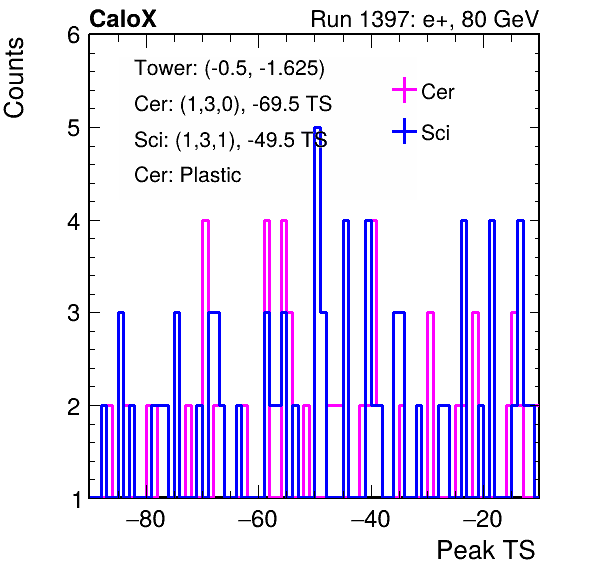 CaloX Run 1397: e+, 80 GeV
Counts
Tower: (-0.5, -1.625)
Cer: (1,3,0), -69.5 TS
Sci: (1,3,1), -49.5 TS
Cer: Plastic
Cer
Sci
6
5
4
3
2
1
−80 −60 −40 −20
Peak TS